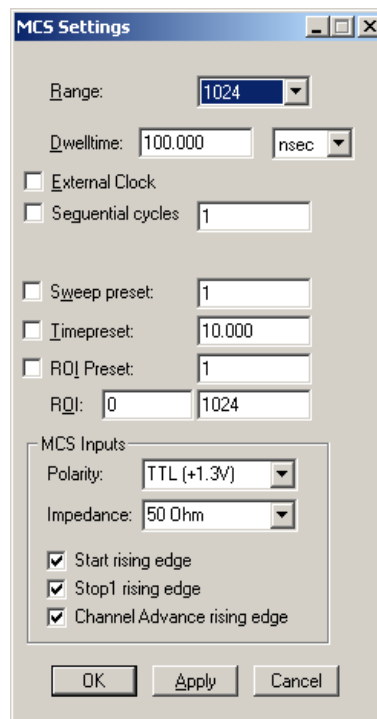 MCS Settings
Range: 1024
Dwelltime: 100.000 nsec
External Clock
Sequential cycles 1
Sweep preset: 1
Timepreset: 10.000
ROI Preset: 1
ROI: 0 1024
MCS Inputs
Polarity: TTL (+1.3V)
Impedance: 50 Ohm
Start rising edge
Stop1 rising edge
Channel Advance rising edge
OK Apply Cancel